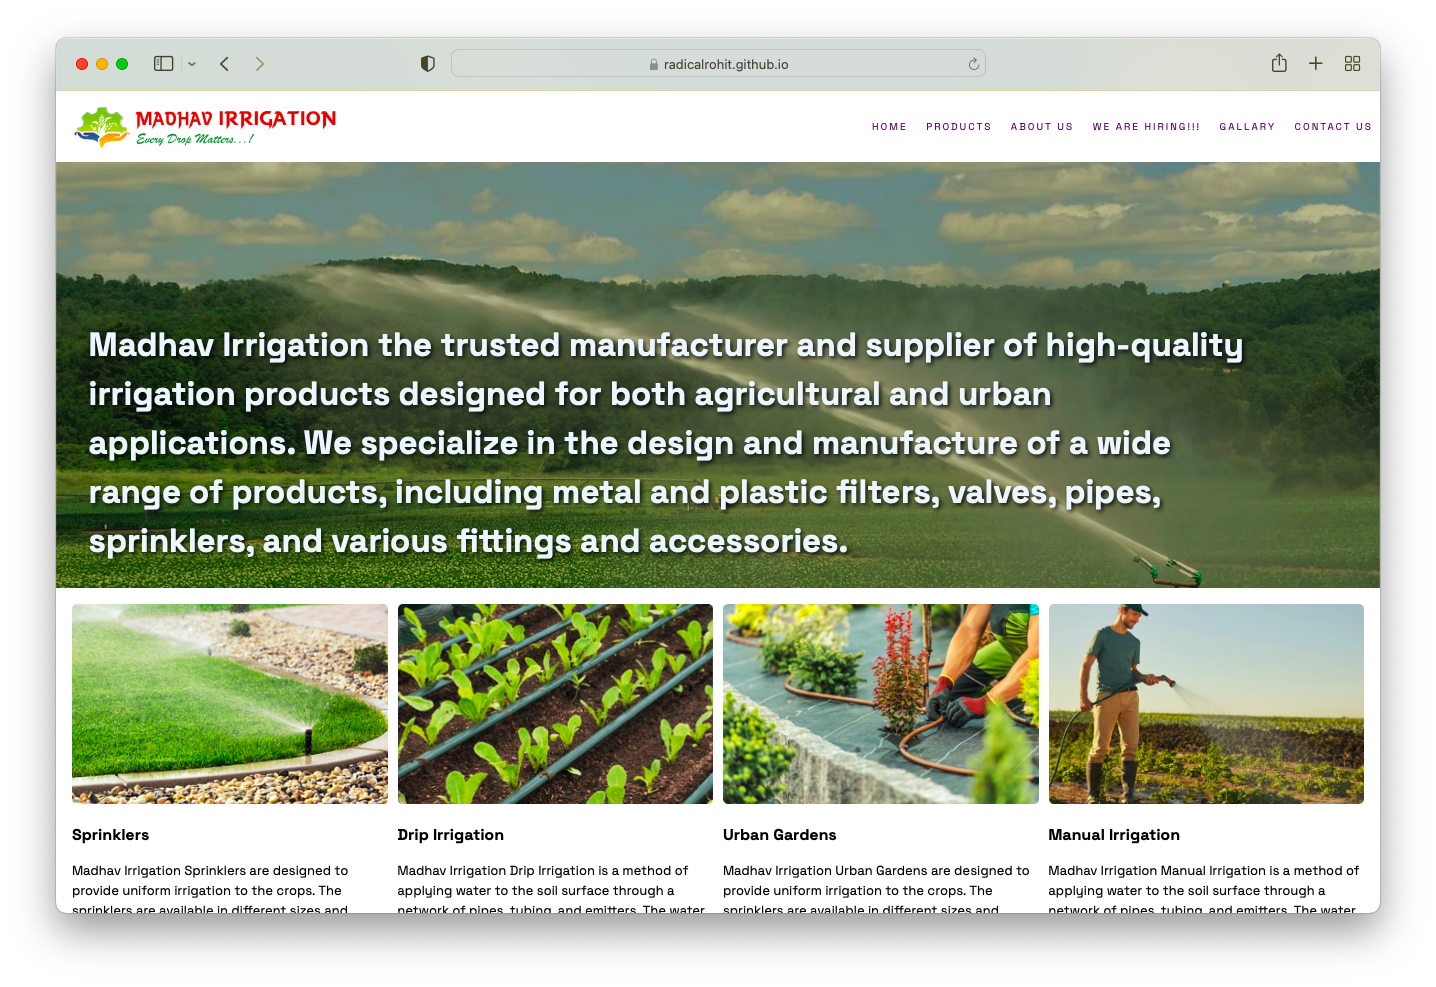 radicalrohit.github.io
MADHAV IRRIGATION
Every Drop Matters...!
HOME PRODUCTS ABOUT US WE ARE HIRING!!! GALLARY CONTACT US
Madhav Irrigation the trusted manufacturer and supplier of high-quality
irrigation products designed for both agricultural and urban
applications. We specialize in the design and manufacture of a wide
range of products, including metal and plastic filters, valves, pipes,
sprinklers, and various fittings and accessories.
Sprinklers
Madhav Irrigation Sprinklers are designed to
provide uniform irrigation to the crops. The
sprinklers are available in different sizes and
Drip Irrigation
Madhav Irrigation Drip Irrigation is a method of
applying water to the soil surface through a
network of pipes, tubing, and emitters. The water
Urban Gardens
Madhav Irrigation Urban Gardens are designed to
provide uniform irrigation to the crops. The
sprinklers are available in different sizes and
Manual Irrigation
Madhav Irrigation Manual Irrigation is a method of
applying water to the soil surface through a
network of pipes, tubing, and emitters. The water